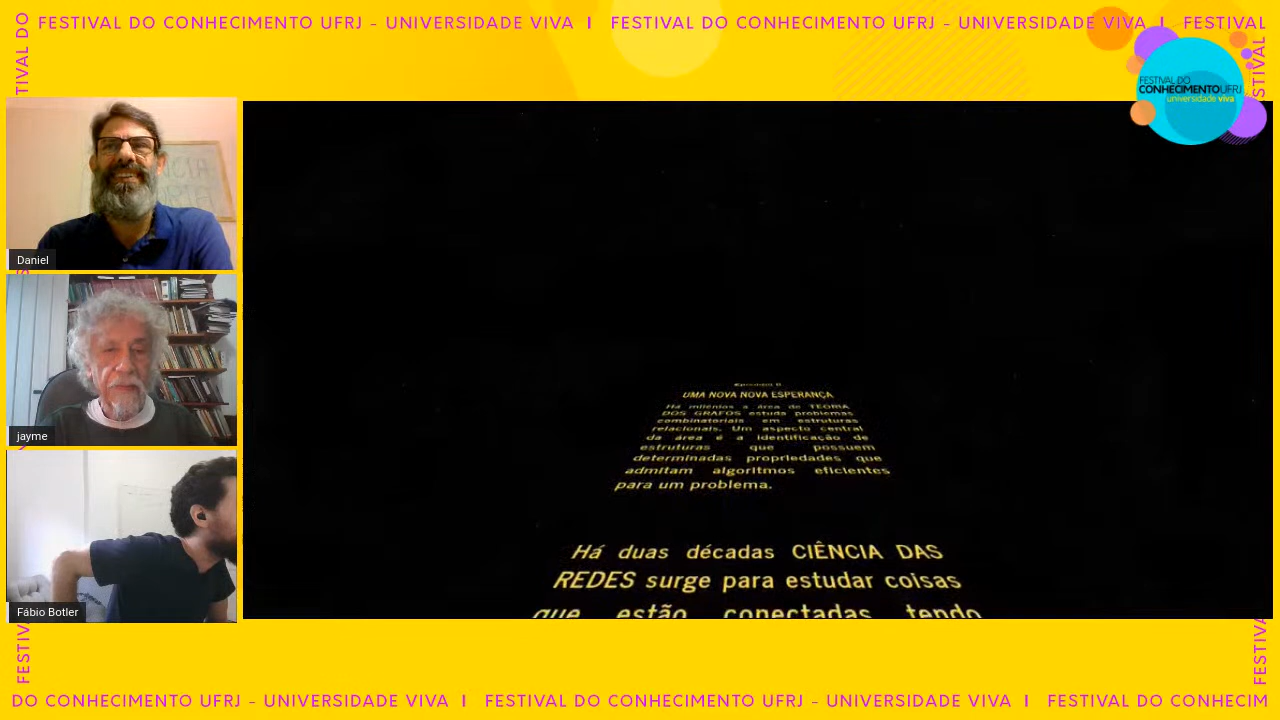 FESTIVAL DO CONHECIMENTO UFRJ - UNIVERSIDADE VIVA I FESTIVAL DO CONHECIMENTO UFRJ - UNIVERSIDADE VIVA I FESTIVAL
TIVAL DO
STIVAL
FESTIVAL DO
CONHECIMENTO UFRJ
universidade viva
Daniel
jayme
Fábio Botler
Episódio II
UMA NOVA NOVA ESPERANÇA
Há milênios a área de TEORIA
DOS GRAFOS estuda problemas
combinatoriais em estruturas
relacionais. Um aspecto central
da área é a identificação de
estruturas que possuem
determinadas propriedades que
admitam algoritmos eficientes
para um problema.
Há duas décadas CIÊNCIA DAS
REDES surge para estudar coisas
que estão conectadas tendo
FESTIV
FESTIVA
DO CONHECIMENTO UFRJ - UNIVERSIDADE VIVA I FESTIVAL DO CONHECIMENTO UFRJ - UNIVERSIDADE VIVA I FESTIVAL DO CONHECIM